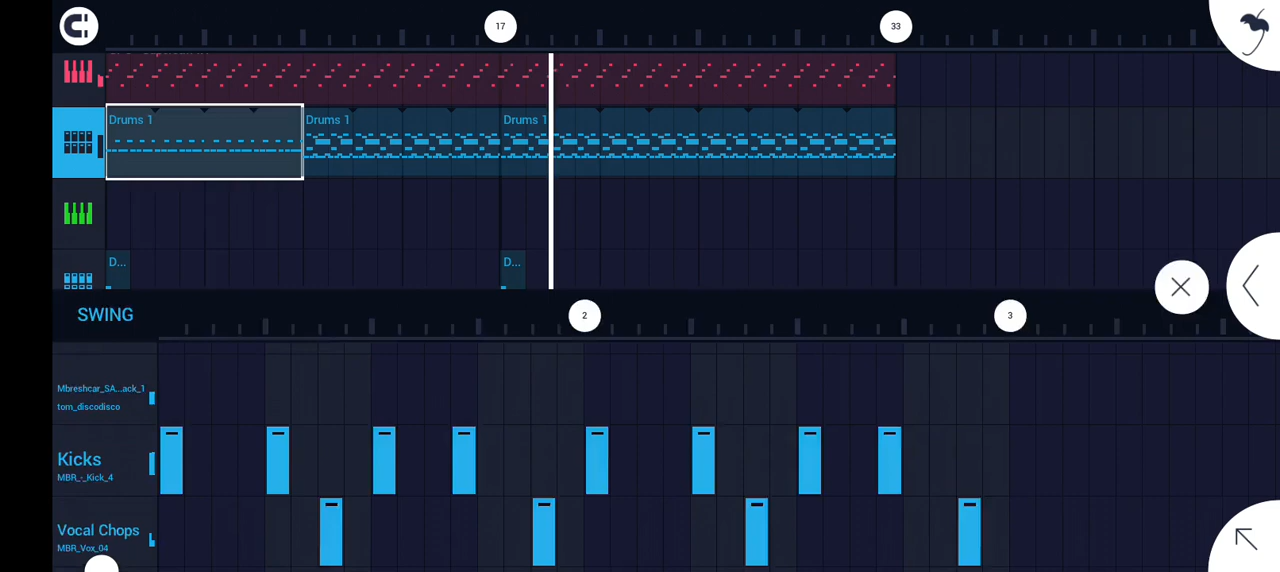 17
33
Drums 1
Drums 1
Drums 1
D...
D...
SWING
2
3
Mbreshcar_SA...ack_1
tom_discodisco
Kicks
MBR_-_Kick_4
Vocal Chops
MBR_Vox_04